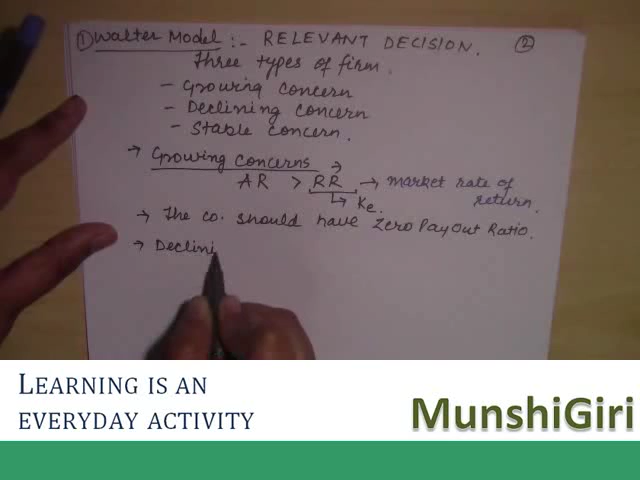 ① Walter Model :- RELEVANT DECISION. ②
Three types of firm.
- Growing Concern
- Declining Concern
- Stable Concern.
→ Growing Concerns →
AR > RR → Market rate of return.
↳ Ke.
→ The co. should have Zero PayOut Ratio.
→ Declini
LEARNING IS AN
EVERYDAY ACTIVITY
MunshiGiri